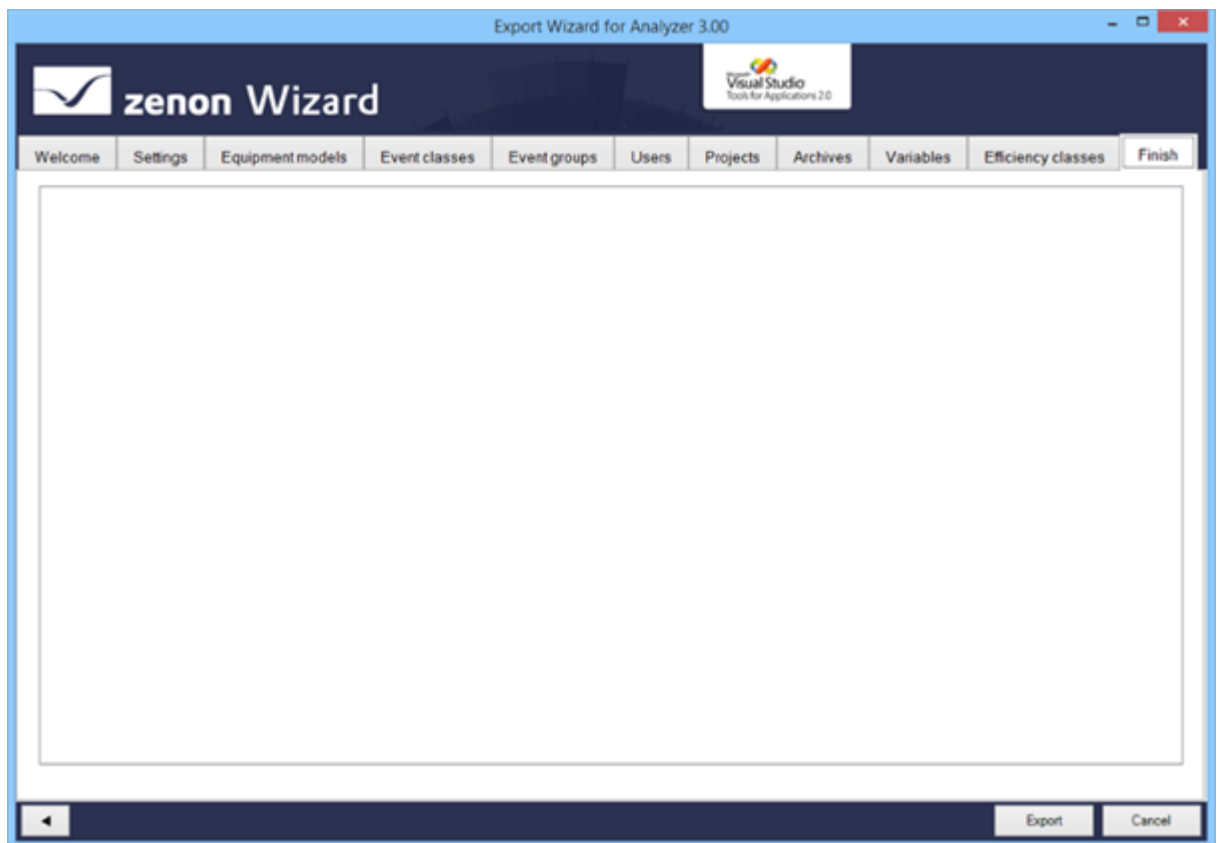 Export Wizard for Analyzer 3.00
zenon Wizard
Microsoft
Visual Studio
Tools for Applications 2.0
Welcome Settings Equipment models Event classes Event groups Users Projects Archives Variables Efficiency classes Finish
Export Cancel